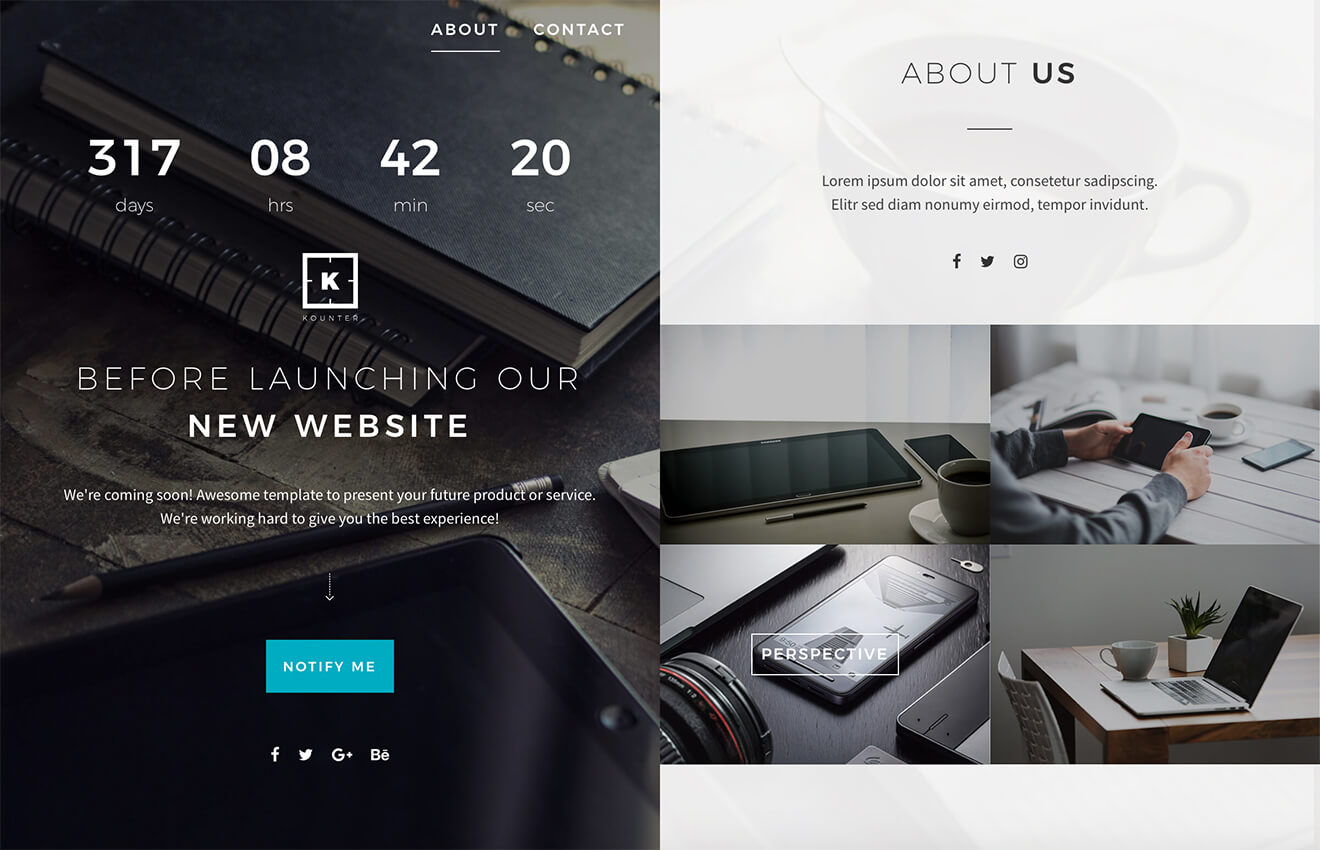 ABOUT CONTACT
317 08 42 20
days hrs min sec
K
KOUNTER
BEFORE LAUNCHING OUR
NEW WEBSITE
We're coming soon! Awesome template to present your future product or service.
We're working hard to give you the best experience!
NOTIFY ME
G+ Bē
ABOUT US
Lorem ipsum dolor sit amet, consetetur sadipscing.
Elitr sed diam nonumy eirmod, tempor invidunt.
SAMSUNG
PERSPECTIVE